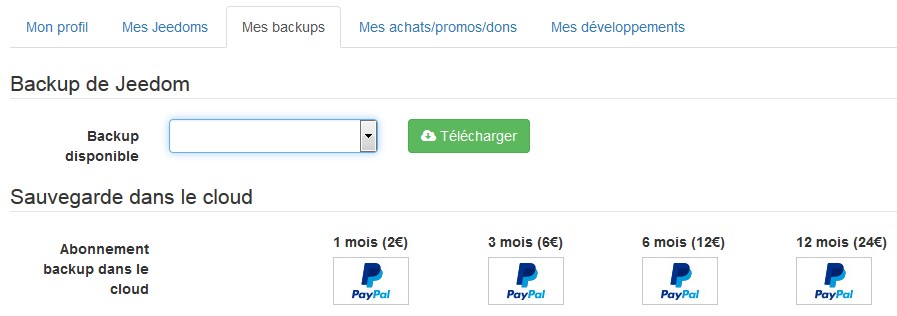 Mon profil Mes Jeedoms Mes backups Mes achats/promos/dons Mes développements
Backup de Jeedom
Backup
disponible
Télécharger
Sauvegarde dans le cloud
Abonnement
backup dans le
cloud
1 mois (2€) 3 mois (6€) 6 mois (12€) 12 mois (24€)
PayPal PayPal PayPal PayPal